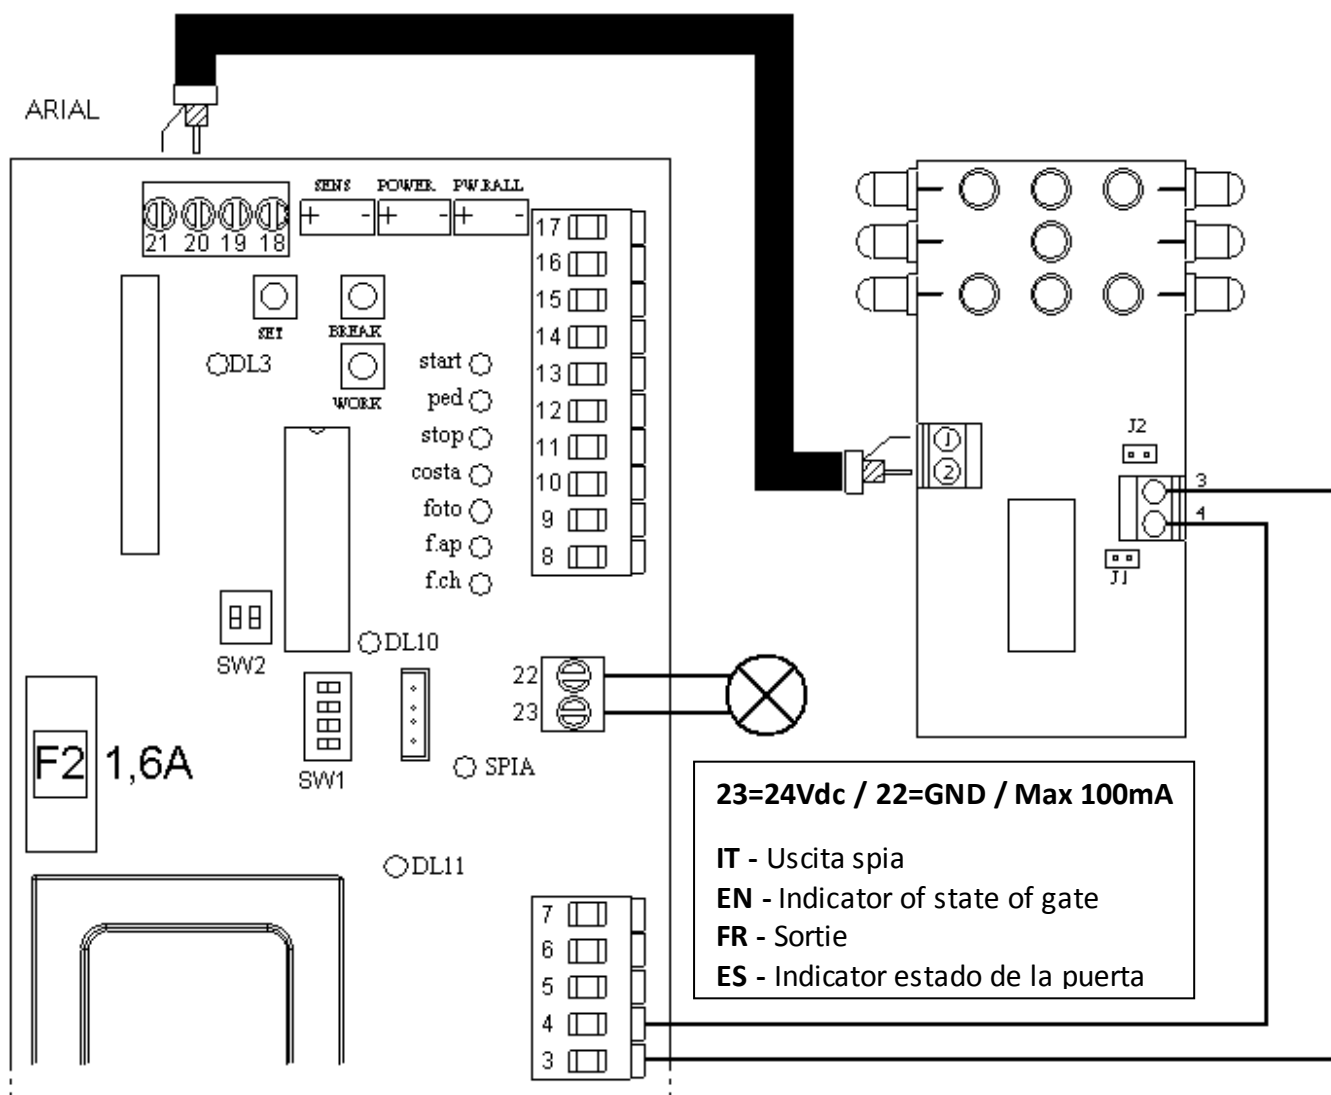 ARIAL
SENS POWER PW.BALL
+ - + - + -
21 20 19 18
17
16
15
14
13
12
11
10
9
8
SET
BREAK
DL3
WORK
start
ped
stop
costa
foto
f.ap
f.ch
SW2
DL10
SW1
F2 1,6A
SPIA
DL11
22
23
7
6
5
4
3
1
2
J2
3
4
J1
23=24Vdc / 22=GND / Max 100mA
IT - Uscita spia
EN - Indicator of state of gate
FR - Sortie
ES - Indicator estado de la puerta